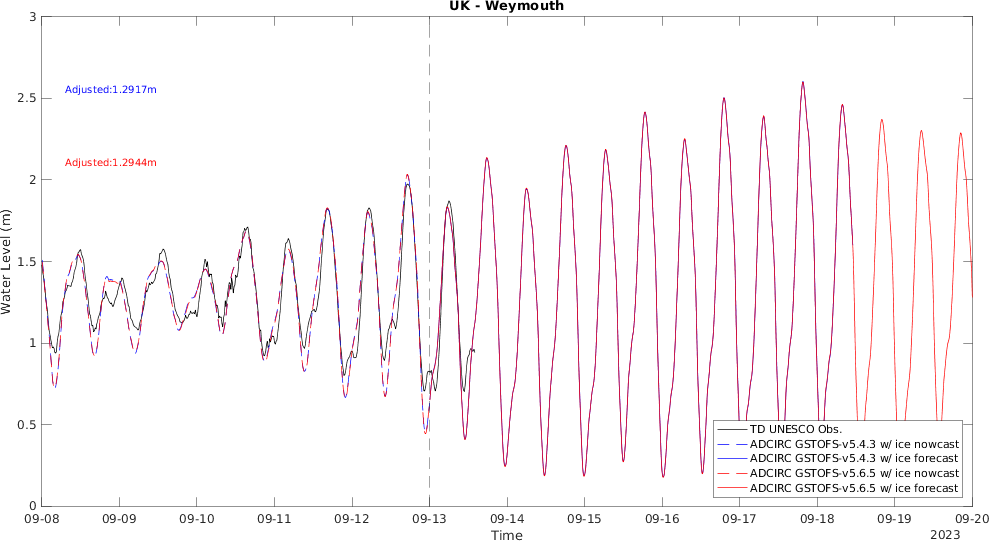 UK - Weymouth
3
2.5
2
1.5
1
0.5
0
Water Level (m)
Adjusted:1.2917m
Adjusted:1.2944m
TD UNESCO Obs.
ADCIRC GSTOFS-v5.4.3 w/ ice nowcast
ADCIRC GSTOFS-v5.4.3 w/ ice forecast
ADCIRC GSTOFS-v5.6.5 w/ ice nowcast
ADCIRC GSTOFS-v5.6.5 w/ ice forecast
09-08 09-09 09-10 09-11 09-12 09-13 09-14 09-15 09-16 09-17 09-18 09-19 09-20
Time
2023